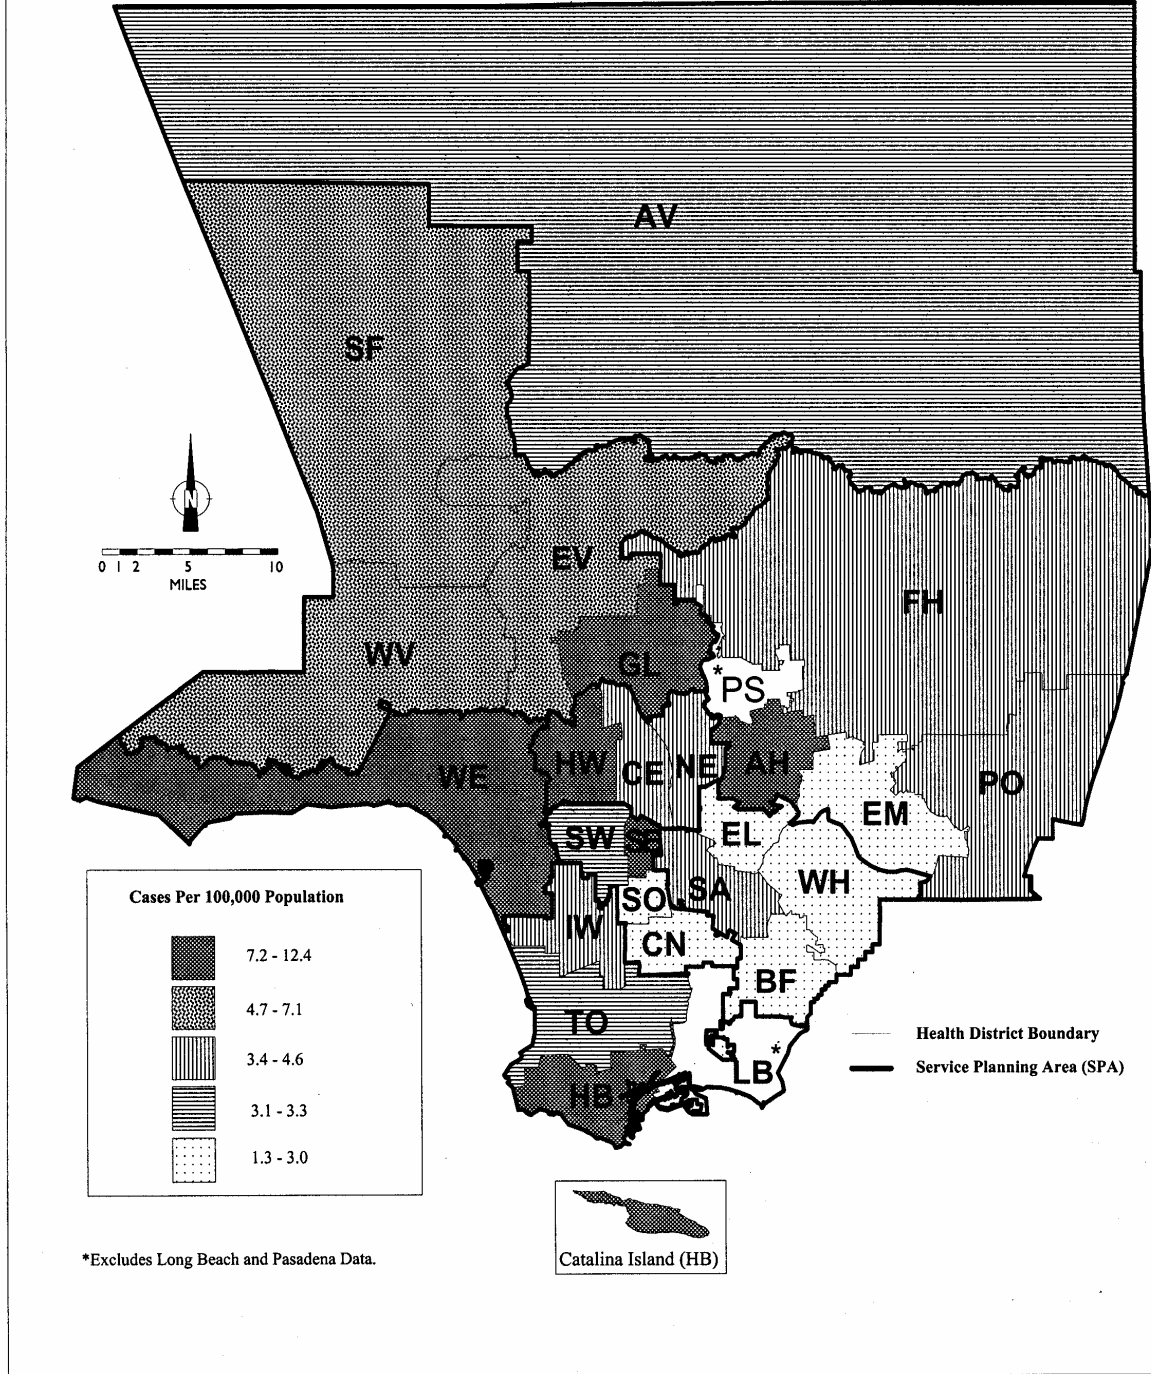 AV
SF
N
0 1 2 5 10
MILES
EV
FH
WV
GL
*
PS
WE
HW
CE
NE
AH
PO
EM
SW
EL
WH
SA
SO
IW
CN
BF
TO
*
LB
HB
Cases Per 100,000 Population
7.2 - 12.4
4.7 - 7.1
3.4 - 4.6
3.1 - 3.3
1.3 - 3.0
Health District Boundary
Service Planning Area (SPA)
*Excludes Long Beach and Pasadena Data.
Catalina Island (HB)